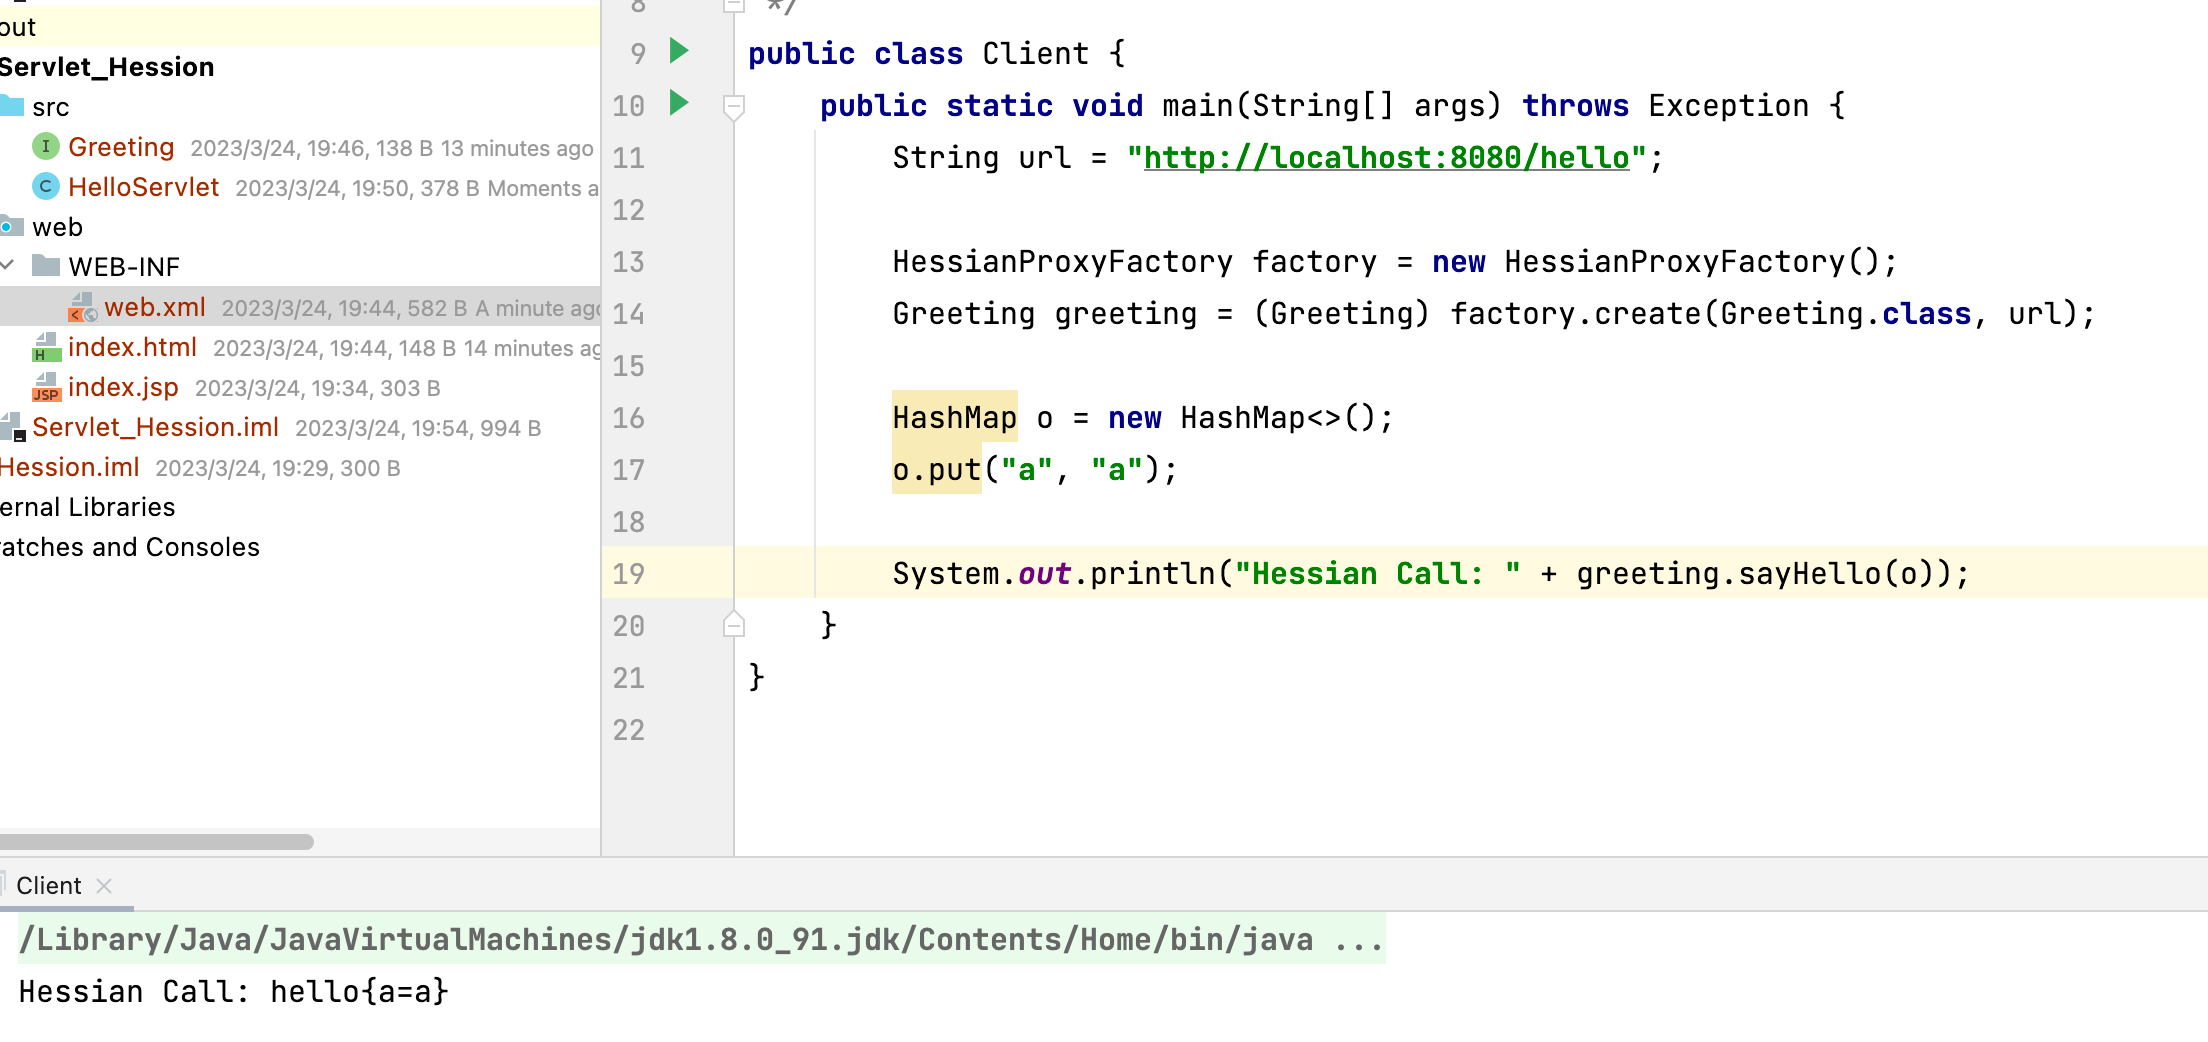 out
Servlet_Hession
src
Greeting 2023/3/24, 19:46, 138 B 13 minutes ago
HelloServlet 2023/3/24, 19:50, 378 B Moments a
web
WEB-INF
web.xml 2023/3/24, 19:44, 582 B A minute ago
index.html 2023/3/24, 19:44, 148 B 14 minutes ag
index.jsp 2023/3/24, 19:34, 303 B
Servlet_Hession.iml 2023/3/24, 19:54, 994 B
Hession.iml 2023/3/24, 19:29, 300 B
ernal Libraries
ratches and Consoles
8 */
9 public class Client {
10 public static void main(String[] args) throws Exception {
11 String url = "http://localhost:8080/hello";
12
13 HessianProxyFactory factory = new HessianProxyFactory();
14 Greeting greeting = (Greeting) factory.create(Greeting.class, url);
15
16 HashMap o = new HashMap<>();
17 o.put("a", "a");
18
19 System.out.println("Hessian Call: " + greeting.sayHello(o));
20 }
21 }
22
Client
/Library/Java/JavaVirtualMachines/jdk1.8.0_91.jdk/Contents/Home/bin/java ...
Hessian Call: hello{a=a}